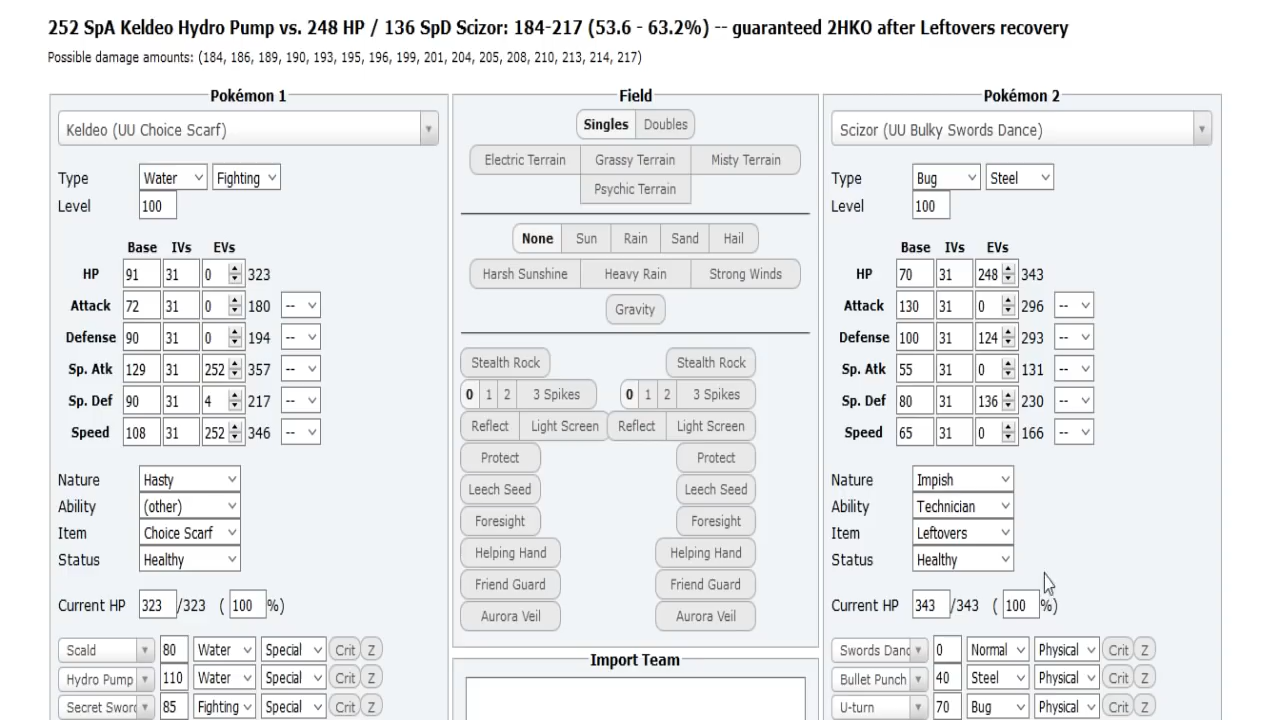 252 SpA Keldeo Hydro Pump vs. 248 HP / 136 SpD Scizor: 184-217 (53.6 - 63.2%) -- guaranteed 2HKO after Leftovers recovery
Possible damage amounts: (184, 186, 189, 190, 193, 195, 196, 199, 201, 204, 205, 208, 210, 213, 214, 217)
Pokémon 1
Keldeo (UU Choice Scarf)
Type Water Fighting
Level 100
Base IVs EVs
HP 91 31 0 323
Attack 72 31 0 180 --
Defense 90 31 0 194 --
Sp. Atk 129 31 252 357 --
Sp. Def 90 31 4 217 --
Speed 108 31 252 346 --
Nature Hasty
Ability (other)
Item Choice Scarf
Status Healthy
Current HP 323 /323 ( 100 %)
Scald 80 Water Special Crit Z
Hydro Pump 110 Water Special Crit Z
Secret Sword 85 Fighting Special Crit Z
Field
Singles Doubles
Electric Terrain Grassy Terrain Misty Terrain
Psychic Terrain
None Sun Rain Sand Hail
Harsh Sunshine Heavy Rain Strong Winds
Gravity
Stealth Rock Stealth Rock
0 1 2 3 Spikes 0 1 2 3 Spikes
Reflect Light Screen Reflect Light Screen
Protect Protect
Leech Seed Leech Seed
Foresight Foresight
Helping Hand Helping Hand
Friend Guard Friend Guard
Aurora Veil Aurora Veil
Import Team
Pokémon 2
Scizor (UU Bulky Swords Dance)
Type Bug Steel
Level 100
Base IVs EVs
HP 70 31 248 343
Attack 130 31 0 296 --
Defense 100 31 124 293 --
Sp. Atk 55 31 0 131 --
Sp. Def 80 31 136 230 --
Speed 65 31 0 166 --
Nature Impish
Ability Technician
Item Leftovers
Status Healthy
Current HP 343 /343 ( 100 %)
Swords Danc 0 Normal Physical Crit Z
Bullet Punch 40 Steel Physical Crit Z
U-turn 70 Bug Physical Crit Z